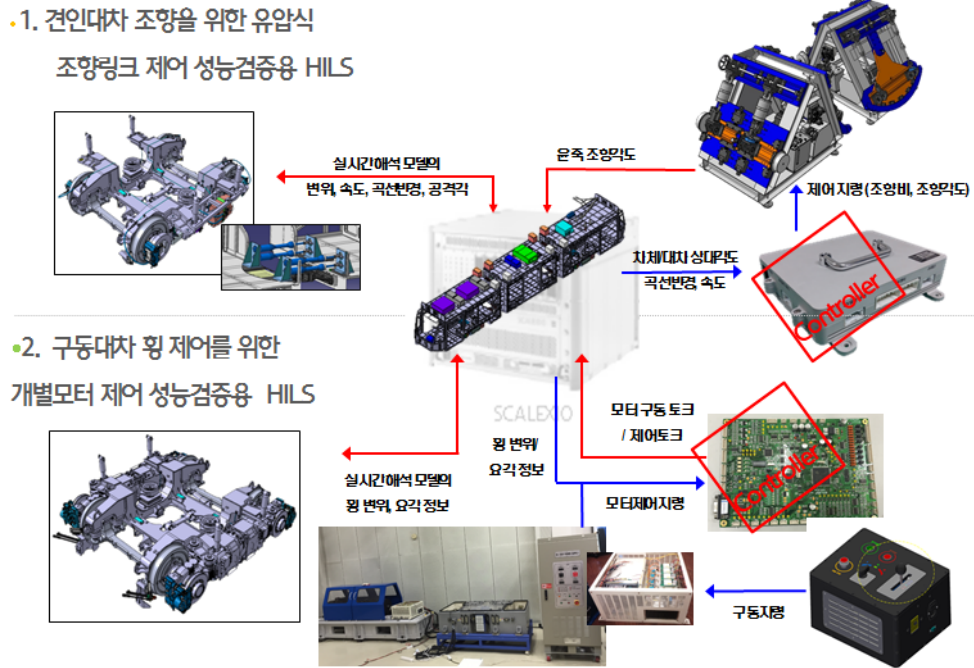 1. 견인대차 조향을 위한 유압식
조향링크 제어 성능검증용 HILS
실시간해석 모델의
변위, 속도, 곡선반경, 공격각
윤축 조향각도
제어 지령 (조향비, 조향각도)
차체/대차 상대각도
곡선반경, 속도
Controller
2. 구동대차 횡 제어를 위한
개별모터 제어 성능검증용 HILS
SCALEXIO
모터 구동 토크
/ 제어토크
횡 변위/
요각 정보
실시간해석 모델의
횡 변위, 요각 정보
모터제어지령
Controller
구동지령